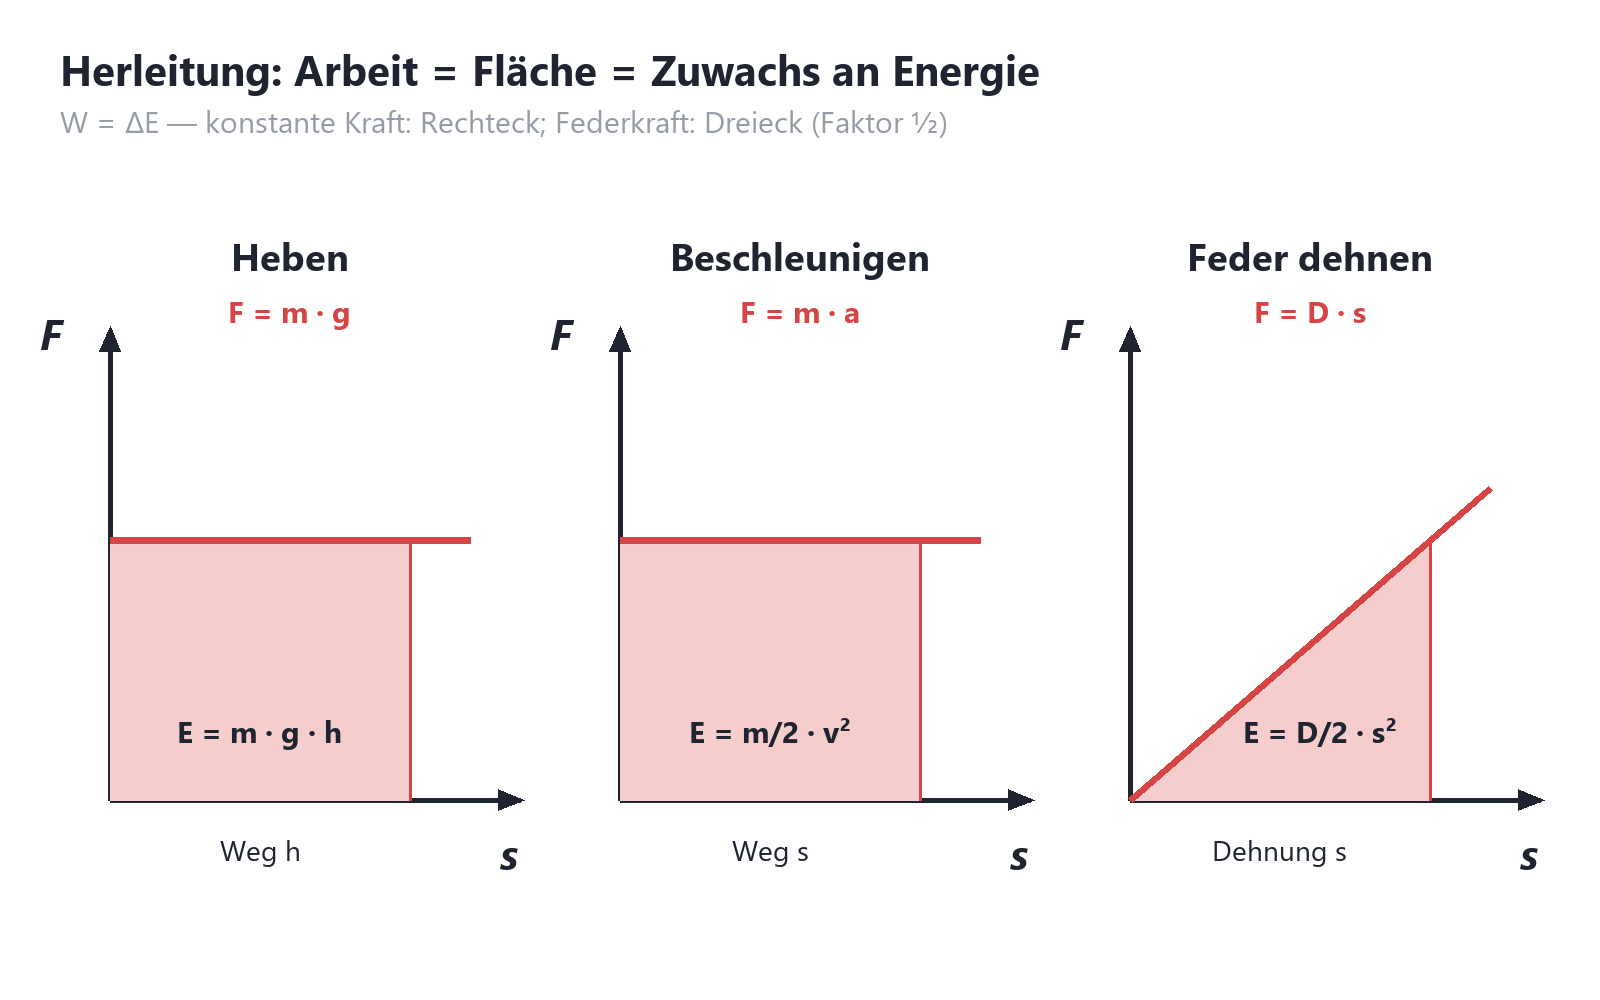 Herleitung: Arbeit = Fläche = Zuwachs an Energie
W = ΔE — konstante Kraft: Rechteck; Federkraft: Dreieck (Faktor ½)
Heben
F = m · g
F
E = m · g · h
Weg h
s
Beschleunigen
F = m · a
F
E = m/2 · v²
Weg s
s
Feder dehnen
F = D · s
F
E = D/2 · s²
Dehnung s
s